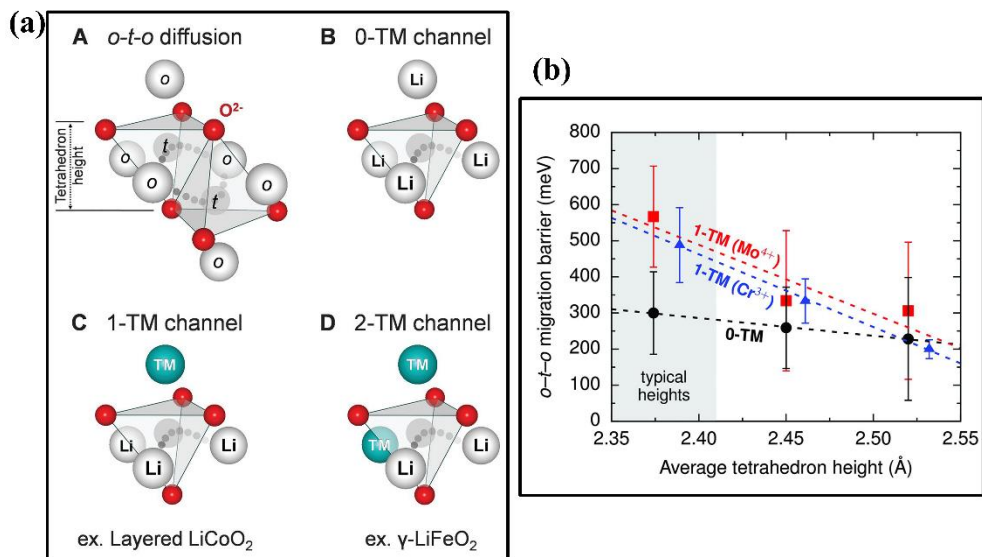 (a)
A o-t-o diffusion
B 0-TM channel
o
O²⁻
Tetrahedron height
o
t
o
o
t
o
o
Li
Li
Li
Li
C 1-TM channel
D 2-TM channel
TM
Li
Li
Li
TM
TM
Li
Li
ex. Layered LiCoO₂
ex. γ-LiFeO₂
(b)
o–t–o migration barrier (meV)
800
700
600
500
400
300
200
100
0
1-TM (Mo⁴⁺)
1-TM (Cr³⁺)
0-TM
typical
heights
2.35 2.40 2.45 2.50 2.55
Average tetrahedron height (Å)